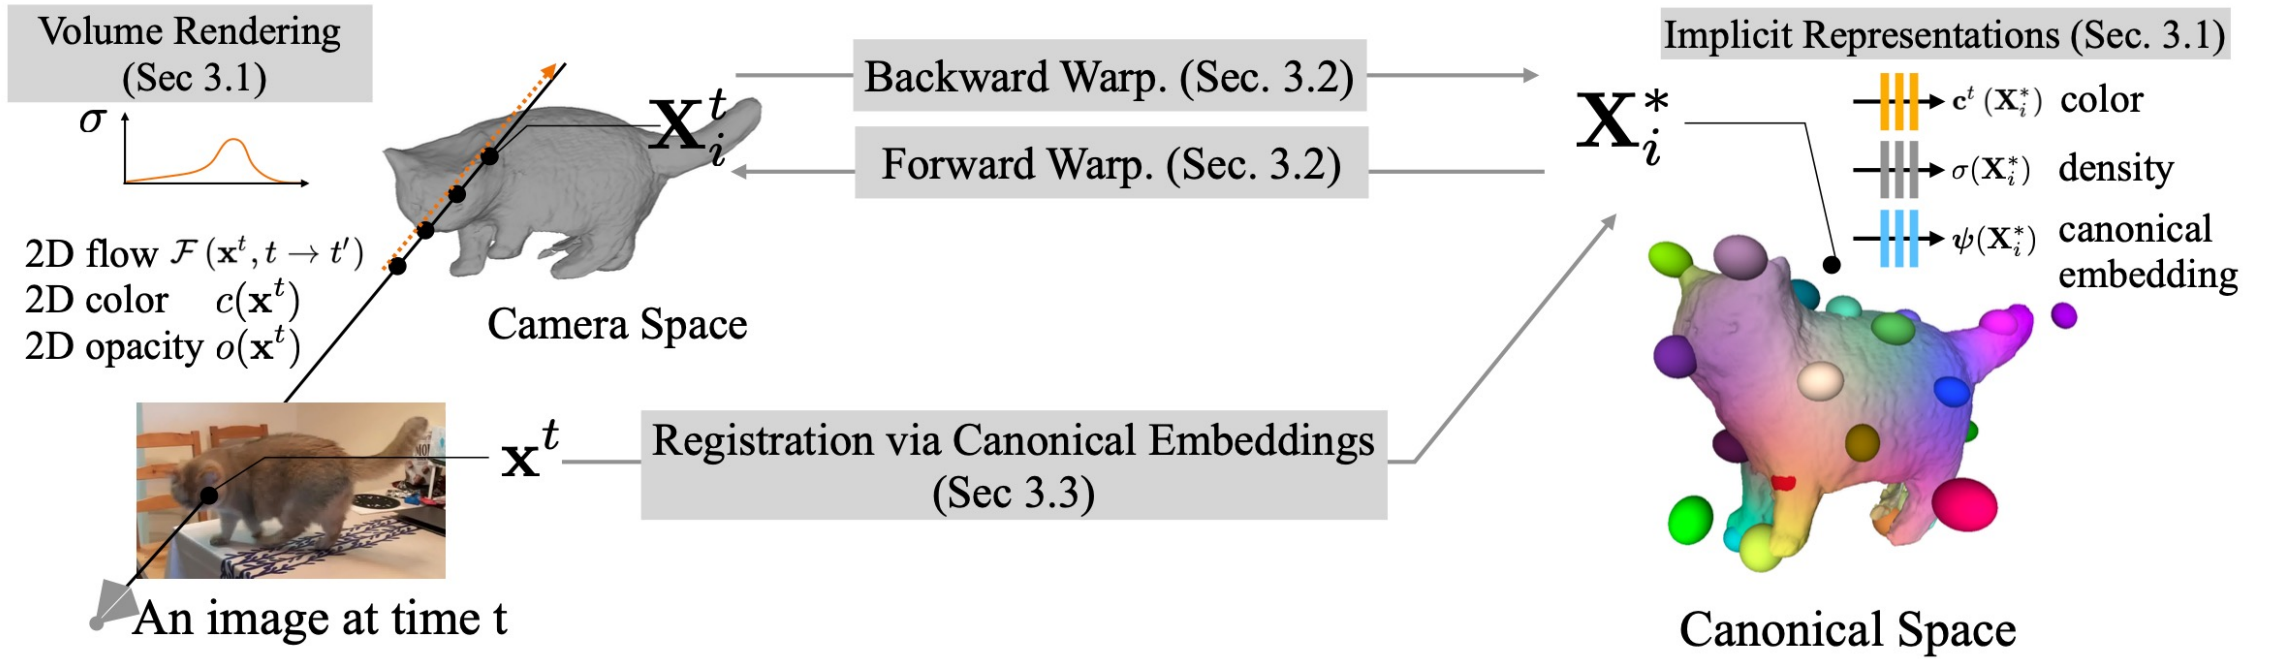 Volume Rendering
(Sec 3.1)
σ
2D flow 𝓕 (x^t, t → t′)
2D color c(x^t)
2D opacity o(x^t)
X_i^t
Camera Space
Backward Warp. (Sec. 3.2)
Forward Warp. (Sec. 3.2)
X_i^*
Implicit Representations (Sec. 3.1)
c^t (X_i^*) color
σ(X_i^*) density
ψ(X_i^*) canonical
embedding
x^t
Registration via Canonical Embeddings
(Sec 3.3)
An image at time t
Canonical Space